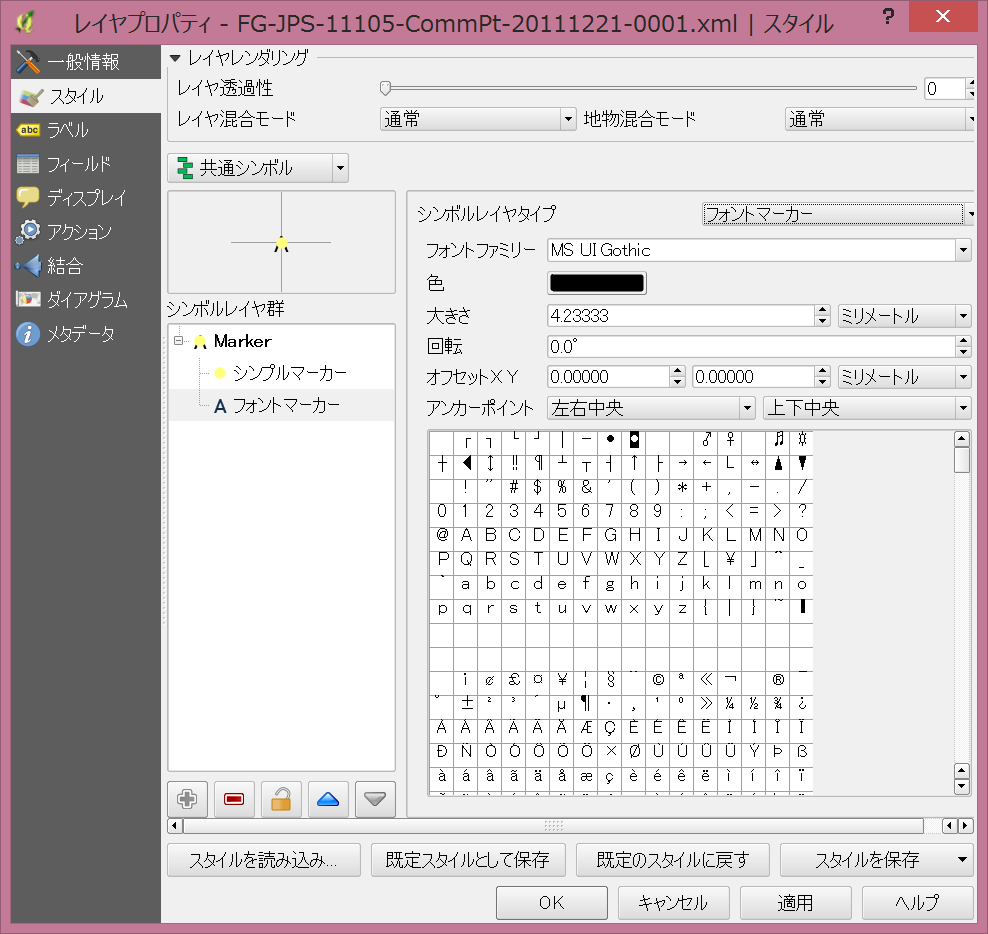 レイヤプロパティ - FG-JPS-11105-CommPt-20111221-0001.xml | スタイル
?
一般情報
スタイル
abc ラベル
フィールド
ディスプレイ
アクション
結合
ダイアグラム
メタデータ
レイヤレンダリング
レイヤ透過性 0
レイヤ混合モード 通常 地物混合モード 通常
共通シンボル
シンボルレイヤ群
Marker
シンプルマーカー
A フォントマーカー
シンボルレイヤタイプ フォントマーカー
フォントファミリー MS UI Gothic
色
大きさ 4.23333 ミリメートル
回転 0.0°
オフセットX Y 0.00000 0.00000 ミリメートル
アンカーポイント 左右中央 上下中央
┌ ┐ └ ┘ │ ─ • ◘ ♂ ♀ ♫ ☼
┼ ◀ ↕ ‼ ¶ ┴ ┬ ┤ ↑ ├ → ← ∟ ↔ ▲ ▼
! " # $ % & ' ( ) * + , - . /
0 1 2 3 4 5 6 7 8 9 : ; < = > ?
@ A B C D E F G H I J K L M N O
P Q R S T U V W X Y Z [ ¥ ] ^ _
` a b c d e f g h i j k l m n o
p q r s t u v w x y z { | } ~
¡ ¢ £ ¤ ¥ ¦ § ¨ © ª « ¬ ® ¯
° ± ² ³ ´ µ ¶ · ¸ ¹ º » ¼ ½ ¾ ¿
À Á Â Ã Ä Å Æ Ç È É Ê Ë Ì Í Î Ï
Ð Ñ Ò Ó Ô Õ Ö × Ø Ù Ú Û Ü Ý Þ ß
à á â ã ä å æ ç è é ê ë ì í î ï
スタイルを読み込み... 既定スタイルとして保存 既定のスタイルに戻す スタイルを保存
OK キャンセル 適用 ヘルプ